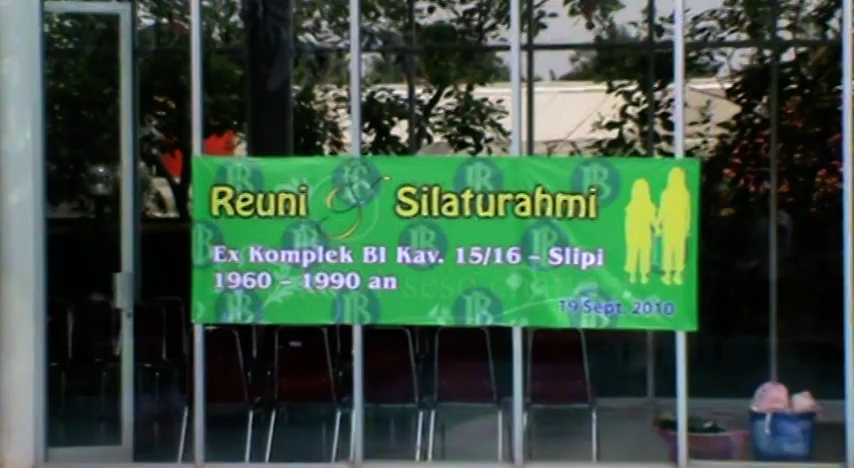 Reuni & Silaturahmi
Ex Komplek BI Kav. 15/16 - Slipi
1960 - 1990 an
19 Sept. 2010